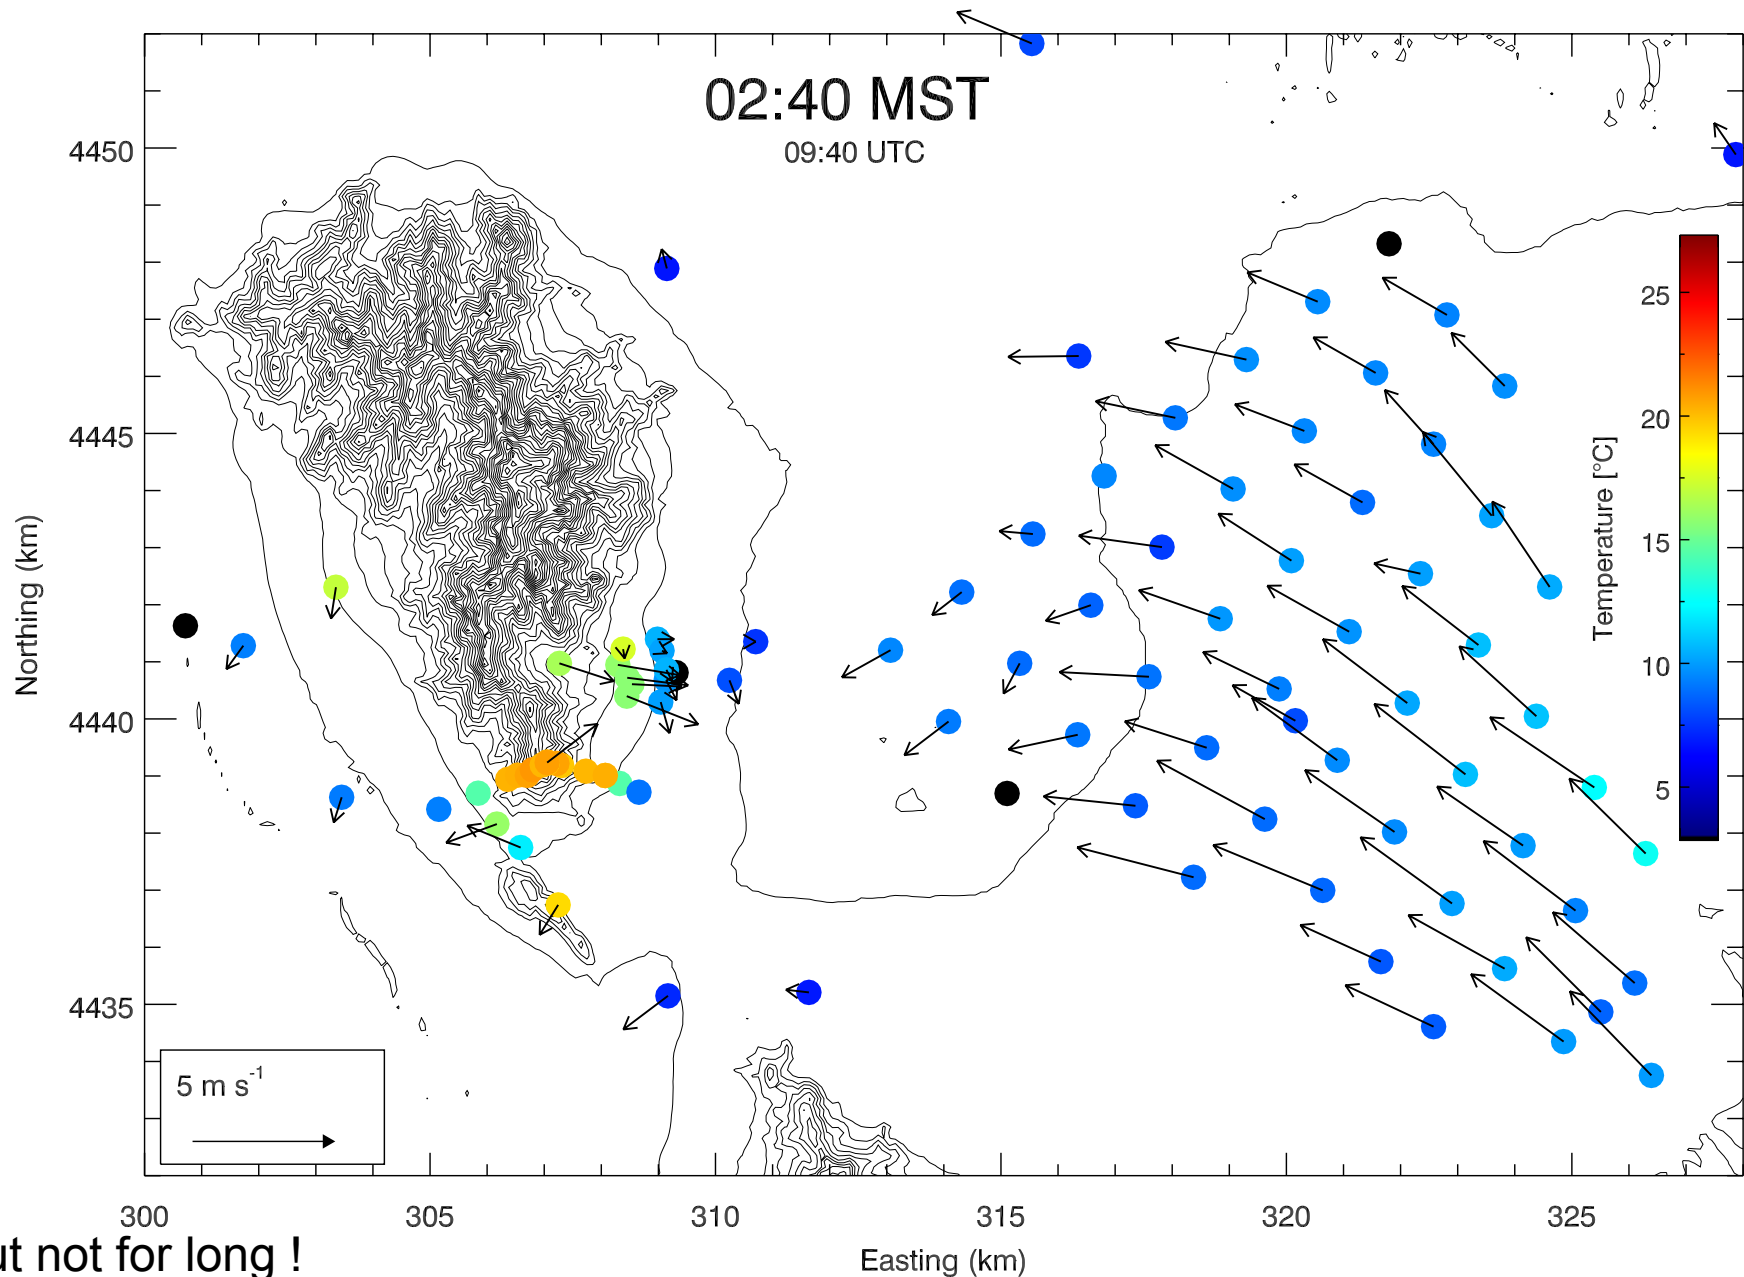 02:40 MST
09:40 UTC
4450
4445
4440
4435
Northing (km)
25
20
15
10
5
Temperature [°C]
5 m s-1
300
305
310
315
320
325
Easting (km)
ut not for long !